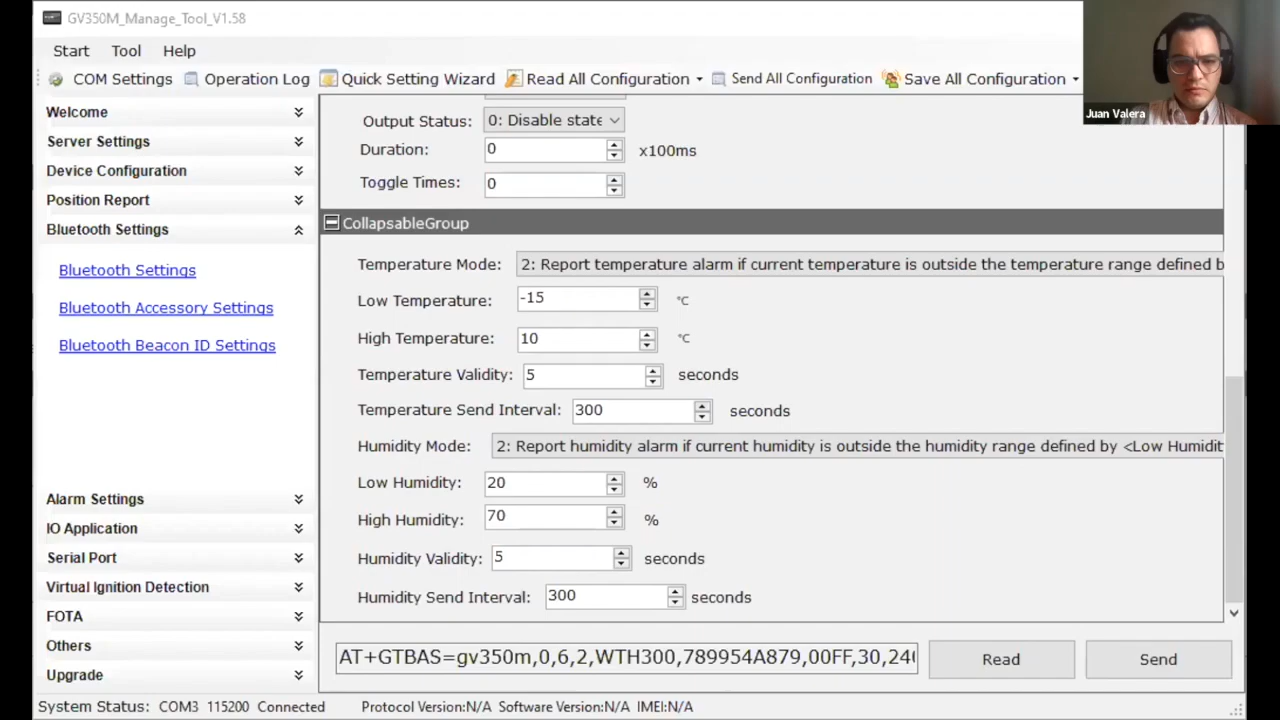 GV350M_Manage_Tool_V1.58
Start Tool Help
COM Settings Operation Log Quick Setting Wizard Read All Configuration Send All Configuration Save All Configuration
Juan Valera
Welcome
Server Settings
Device Configuration
Position Report
Bluetooth Settings
Bluetooth Settings
Bluetooth Accessory Settings
Bluetooth Beacon ID Settings
Alarm Settings
IO Application
Serial Port
Virtual Ignition Detection
FOTA
Others
Upgrade
Output Status: 0: Disable state
Duration: 0 x100ms
Toggle Times: 0
CollapsableGroup
Temperature Mode: 2: Report temperature alarm if current temperature is outside the temperature range defined b
Low Temperature: -15 °C
High Temperature: 10 °C
Temperature Validity: 5 seconds
Temperature Send Interval: 300 seconds
Humidity Mode: 2: Report humidity alarm if current humidity is outside the humidity range defined by <Low Humidit
Low Humidity: 20 %
High Humidity: 70 %
Humidity Validity: 5 seconds
Humidity Send Interval: 300 seconds
AT+GTBAS=gv350m,0,6,2,WTH300,789954A879,00FF,30,240
Read Send
System Status: COM3 115200 Connected Protocol Version:N/A Software Version:N/A IMEI:N/A